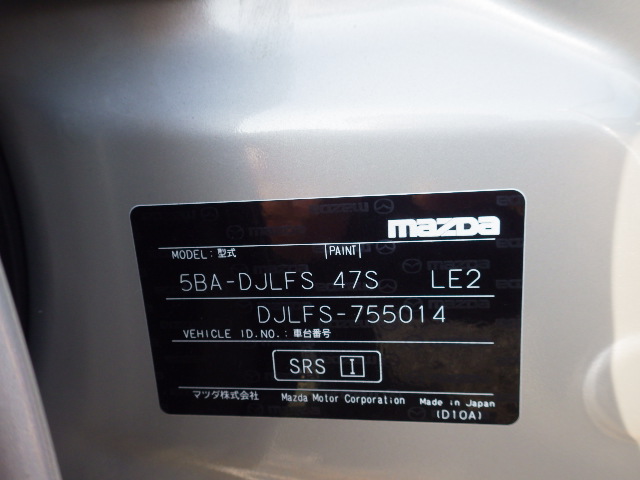 mazda
MODEL: 型式 PAINT
5BA-DJLFS 47S LE2
DJLFS-755014
VEHICLE ID.NO.: 車台番号
SRS I
マツダ株式会社 Mazda Motor Corporation Made in Japan
(D10A)